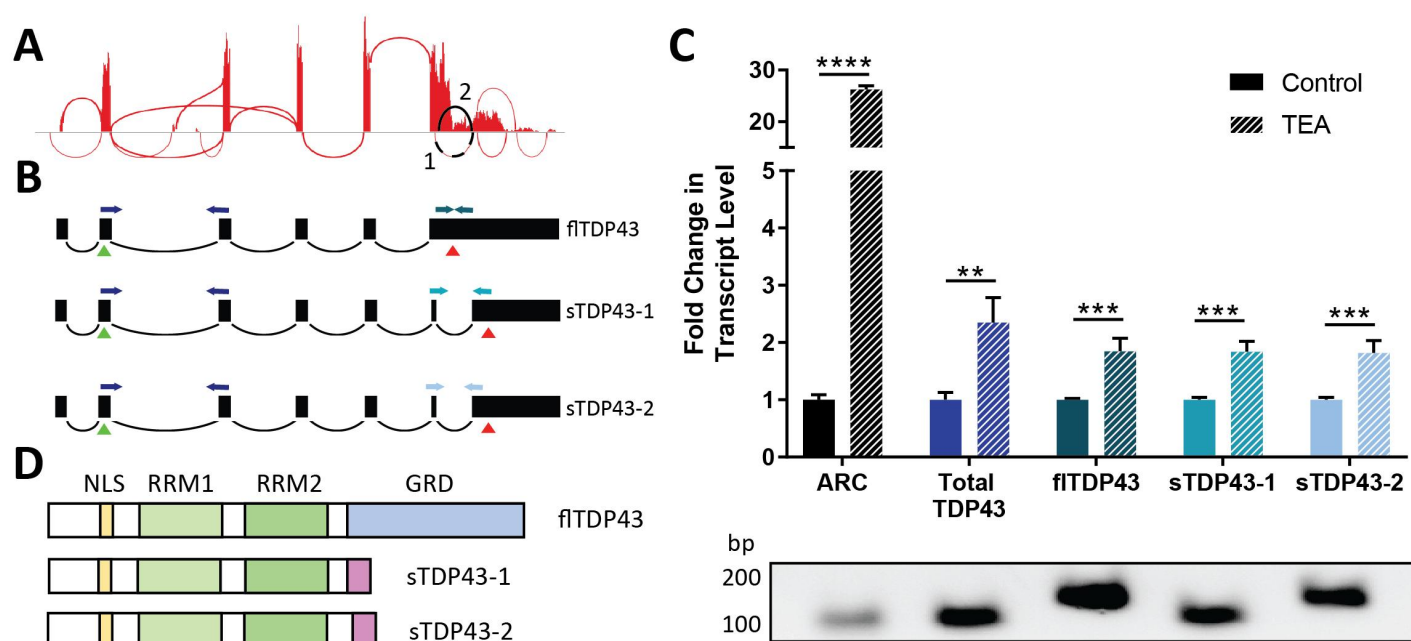 A
2
1
B
flTDP43
sTDP43-1
sTDP43-2
C
Fold Change in
Transcript Level
30
20
5
4
3
2
1
0
****
**
***
***
***
Control
TEA
ARC
Total
TDP43
flTDP43
sTDP43-1
sTDP43-2
bp
200
100
D
NLS RRM1 RRM2 GRD
flTDP43
sTDP43-1
sTDP43-2